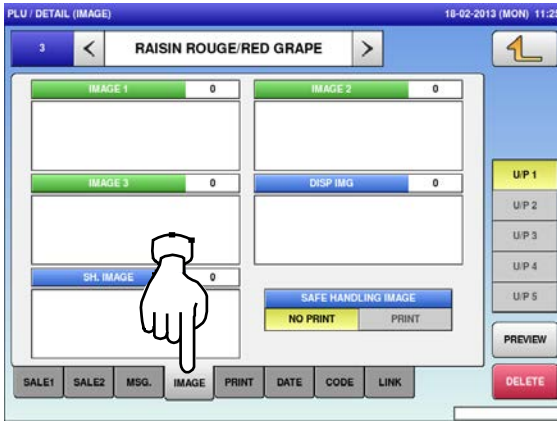 PLU / DETAIL (IMAGE) 18-02-2013 (MON) 11:25
3 < RAISIN ROUGE/RED GRAPE >
IMAGE 1 0 IMAGE 2 0
IMAGE 3 0 DISP IMG 0
U/P 1
U/P 2
U/P 3
U/P 4
U/P 5
SH. IMAGE 0
SAFE HANDLING IMAGE
NO PRINT PRINT
PREVIEW
SALE1 SALE2 MSG. IMAGE PRINT DATE CODE LINK
DELETE